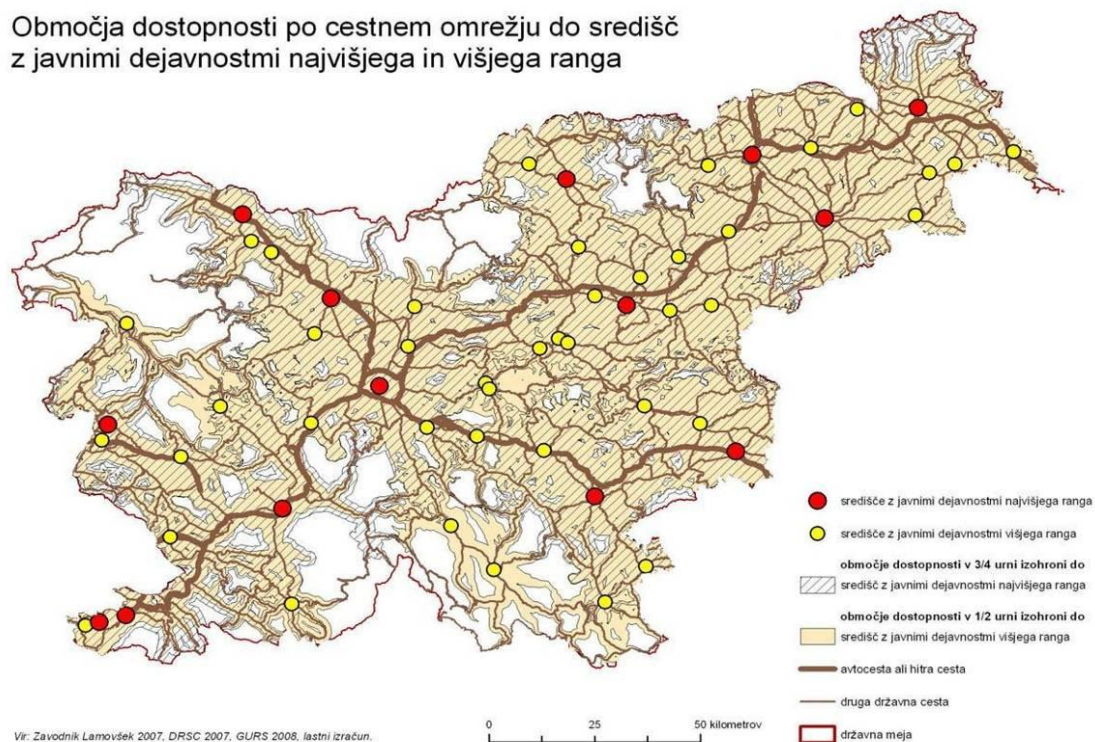 Območja dostopnosti po cestnem omrežju do središč
z javnimi dejavnostmi najvišjega in višjega ranga
središče z javnimi dejavnostmi najvišjega ranga
središče z javnimi dejavnostmi višjega ranga
območje dostopnosti v 3/4 urni izohroni do
središč z javnimi dejavnostmi najvišjega ranga
območje dostopnosti v 1/2 urni izohroni do
središč z javnimi dejavnostmi višjega ranga
avtocesta ali hitra cesta
druga državna cesta
državna meja
0 25 50 kilometrov
Vir: Zavodnik Lamovšek 2007, DRSC 2007, GURS 2008, lastni izračun.